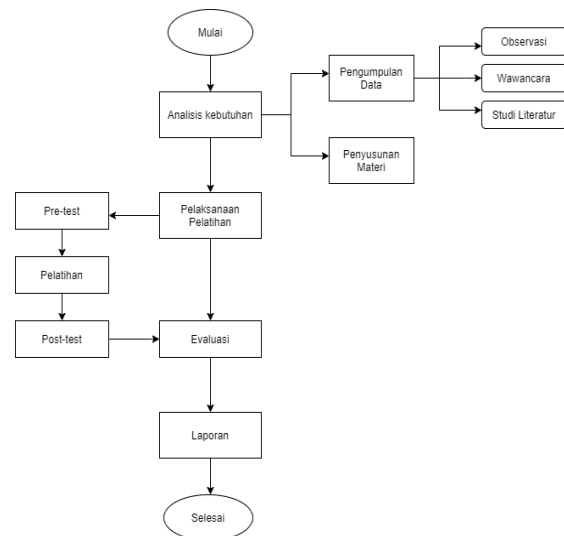 Mulai
Analisis kebutuhan
Pengumpulan
Data
Observasi
Wawancara
Studi Literatur
Penyusunan
Materi
Pelaksanaan
Pelatihan
Pre-test
Pelatihan
Post-test
Evaluasi
Laporan
Selesai